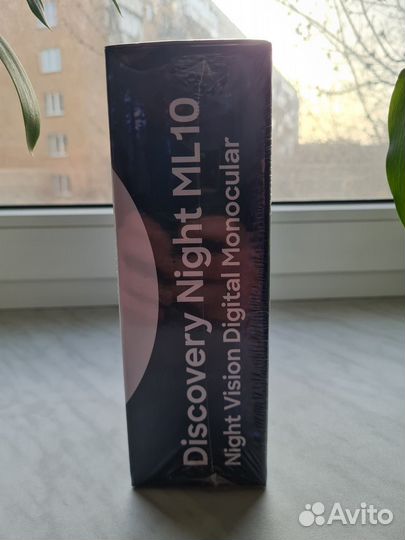 Discovery Night ML10
Night Vision Digital Monocular
Avito